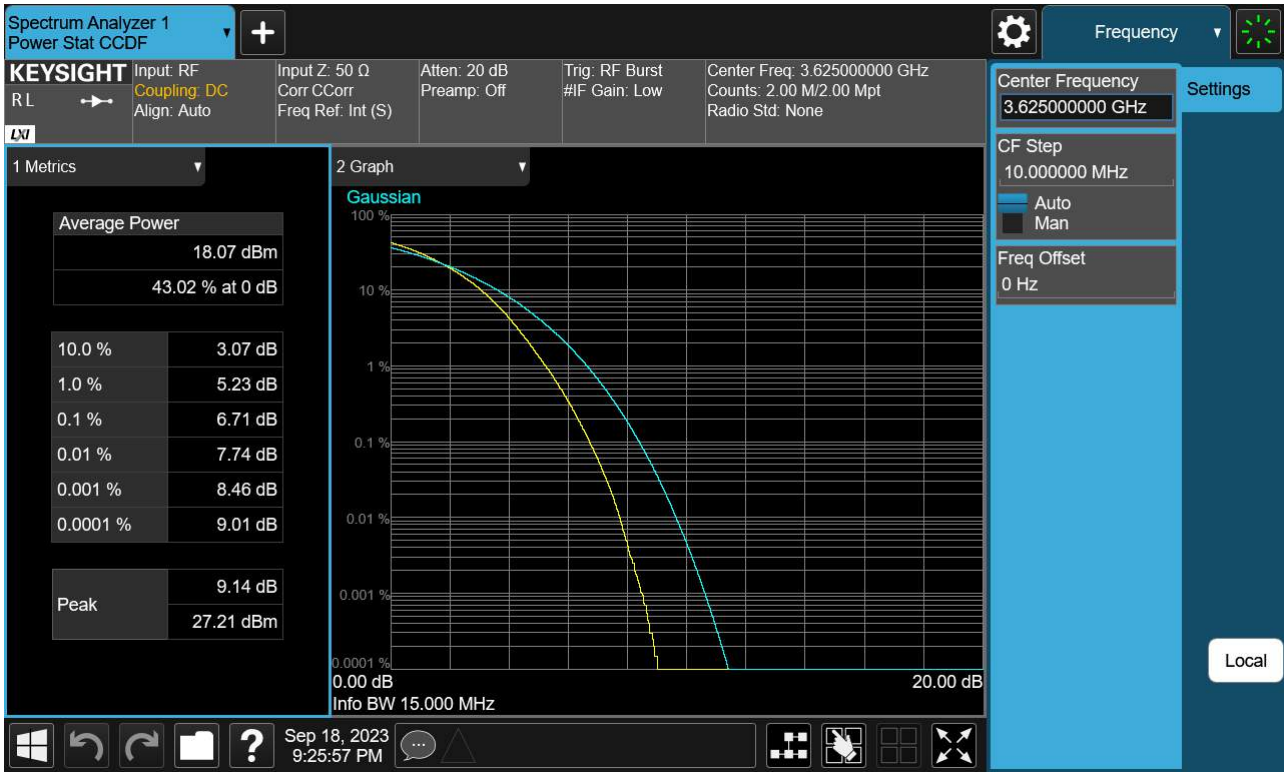 Spectrum Analyzer 1
Power Stat CCDF
+
Frequency
KEYSIGHT
R L
LXI
Input: RF
Coupling: DC
Align: Auto
Input Z: 50 Ω
Corr CCorr
Freq Ref: Int (S)
Atten: 20 dB
Preamp: Off
Trig: RF Burst
#IF Gain: Low
Center Freq: 3.625000000 GHz
Counts: 2.00 M/2.00 Mpt
Radio Std: None
Center Frequency
3.625000000 GHz
Settings
CF Step
10.000000 MHz
Auto
Man
Freq Offset
0 Hz
Local
1 Metrics
Average Power
18.07 dBm
43.02 % at 0 dB
10.0 % 3.07 dB
1.0 % 5.23 dB
0.1 % 6.71 dB
0.01 % 7.74 dB
0.001 % 8.46 dB
0.0001 % 9.01 dB
Peak
9.14 dB
27.21 dBm
2 Graph
Gaussian
100 %
10 %
1 %
0.1 %
0.01 %
0.001 %
0.0001 %
0.00 dB 20.00 dB
Info BW 15.000 MHz
?
Sep 18, 2023
9:25:57 PM